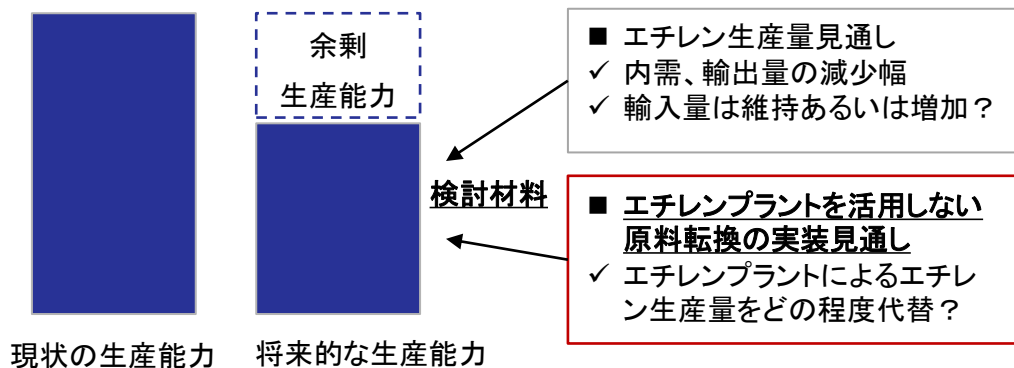 余剰
生産能力
現状の生産能力
将来的な生産能力
検討材料
■ エチレン生産量見通し
✓ 内需、輸出量の減少幅
✓ 輸入量は維持あるいは増加？
■ エチレンプラントを活用しない
原料転換の実装見通し
✓ エチレンプラントによるエチレ
ン生産量をどの程度代替？